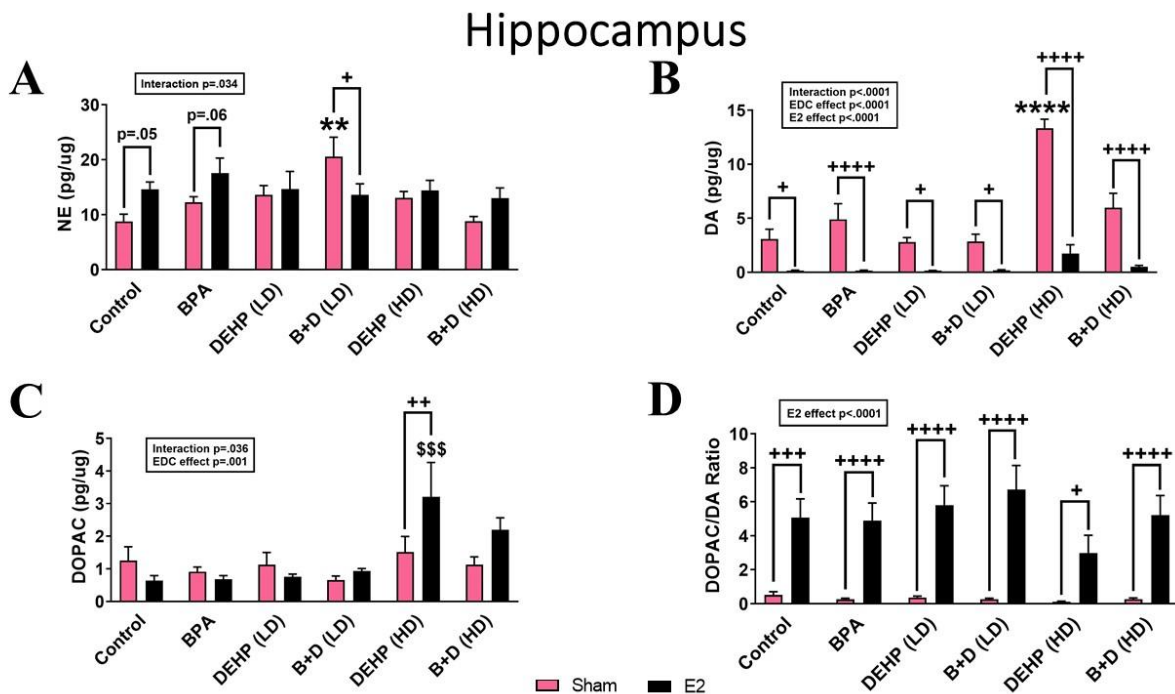 Hippocampus
A
Interaction p=.034
NE (pg/ug)
30
20
10
0
p=.05
p=.06
**
+
Control
BPA
DEHP (LD)
B+D (LD)
DEHP (HD)
B+D (HD)
B
Interaction p<.0001
EDC effect p<.0001
E2 effect p<.0001
DA (pg/ug)
15
10
5
0
+
++++
+
+
++++
****
++++
Control
BPA
DEHP (LD)
B+D (LD)
DEHP (HD)
B+D (HD)
C
Interaction p=.036
EDC effect p=.001
DOPAC (pg/ug)
5
4
3
2
1
0
++
$$$
Control
BPA
DEHP (LD)
B+D (LD)
DEHP (HD)
B+D (HD)
D
E2 effect p<.0001
DOPAC/DA Ratio
10
8
6
4
2
0
+++
++++
++++
++++
+
++++
Control
BPA
DEHP (LD)
B+D (LD)
DEHP (HD)
B+D (HD)
Sham E2